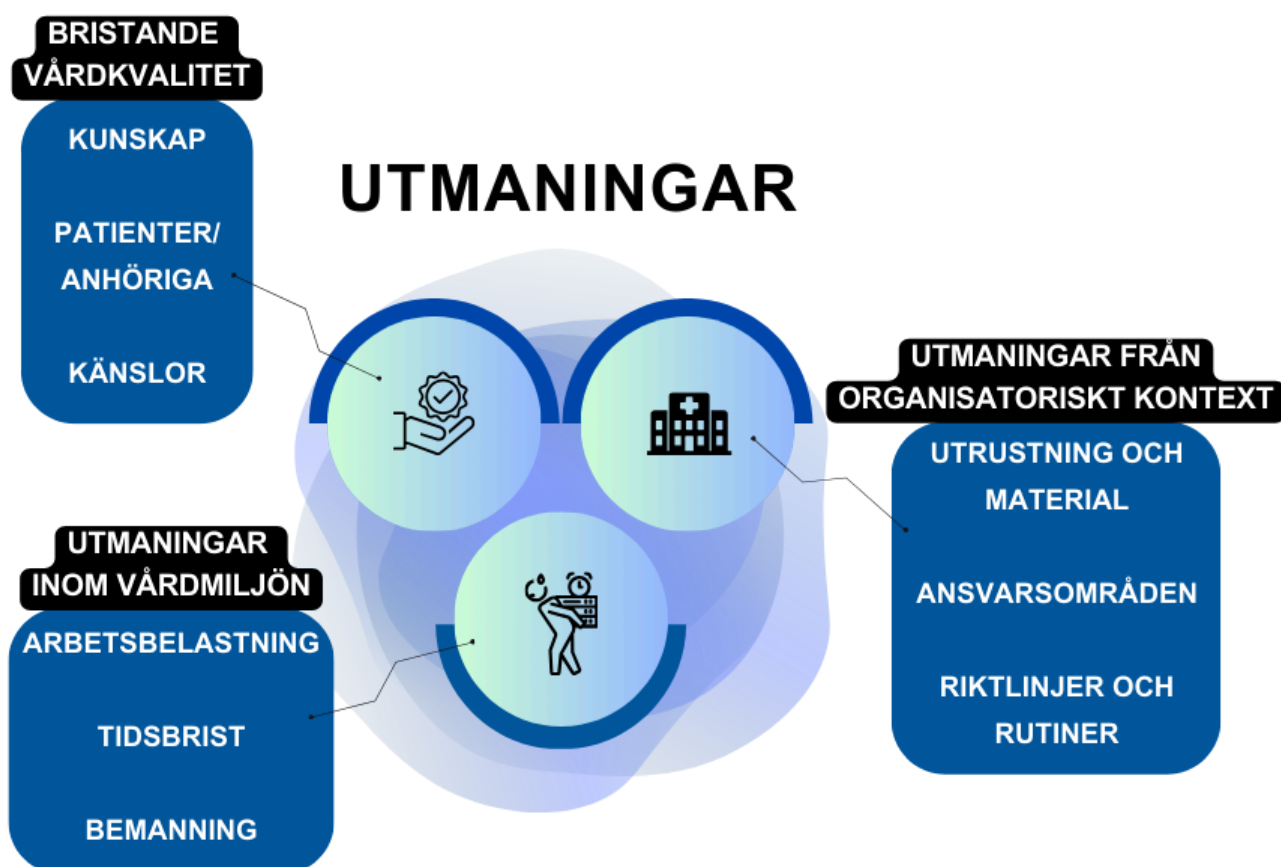 BRISTANDE
VÅRDKVALITET
KUNSKAP
PATIENTER/
ANHÖRIGA
KÄNSLOR
UTMANINGAR
UTMANINGAR FRÅN
ORGANISATORISKT KONTEXT
UTRUSTNING OCH
MATERIAL
ANSVARSOMRÅDEN
RIKTLINJER OCH
RUTINER
UTMANINGAR
INOM VÅRDMILJÖN
ARBETSBELASTNING
TIDSBRIST
BEMANNING